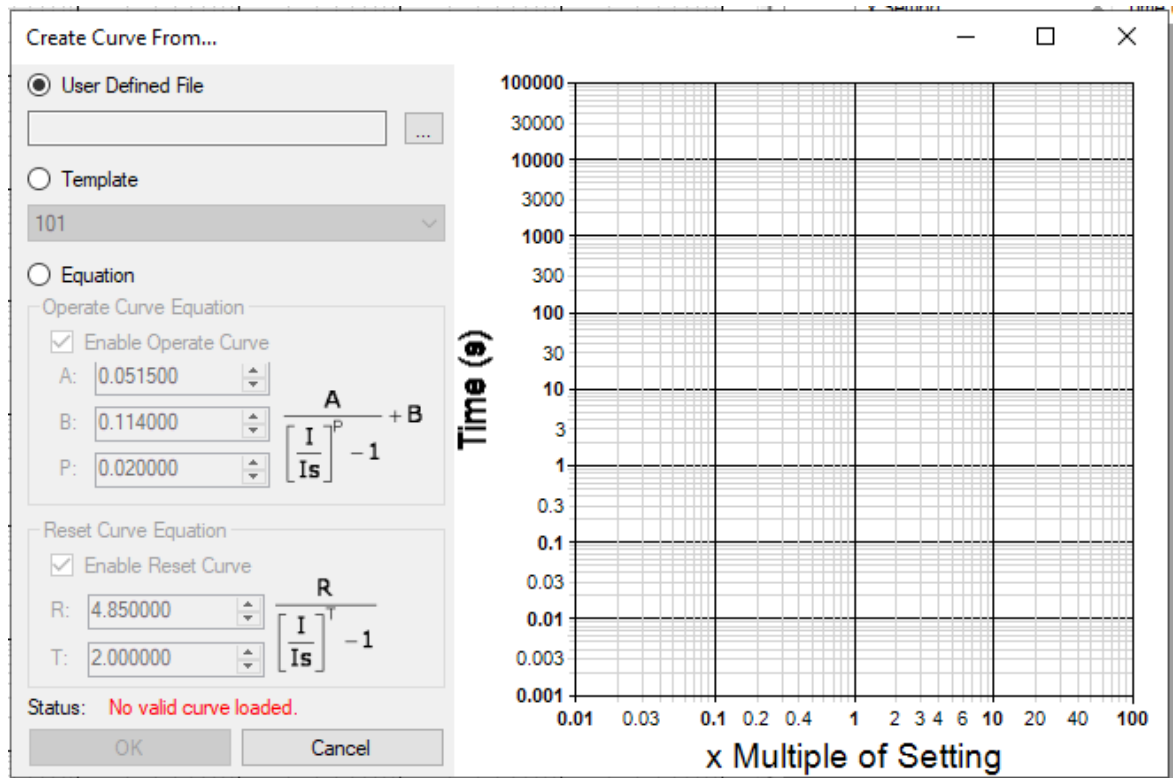 Create Curve From...
User Defined File
...
Template
101
Equation
Operate Curve Equation
Enable Operate Curve
A: 0.051500
B: 0.114000
P: 0.020000
A
[I/Is]^P - 1 + B
Reset Curve Equation
Enable Reset Curve
R: 4.850000
T: 2.000000
R
[I/Is]^T - 1
Status: No valid curve loaded.
OK Cancel
Time (s)
100000
30000
10000
3000
1000
300
100
30
10
3
1
0.3
0.1
0.03
0.01
0.003
0.001
0.01 0.03 0.1 0.2 0.4 1 2 3 4 6 10 20 40 100
x Multiple of Setting